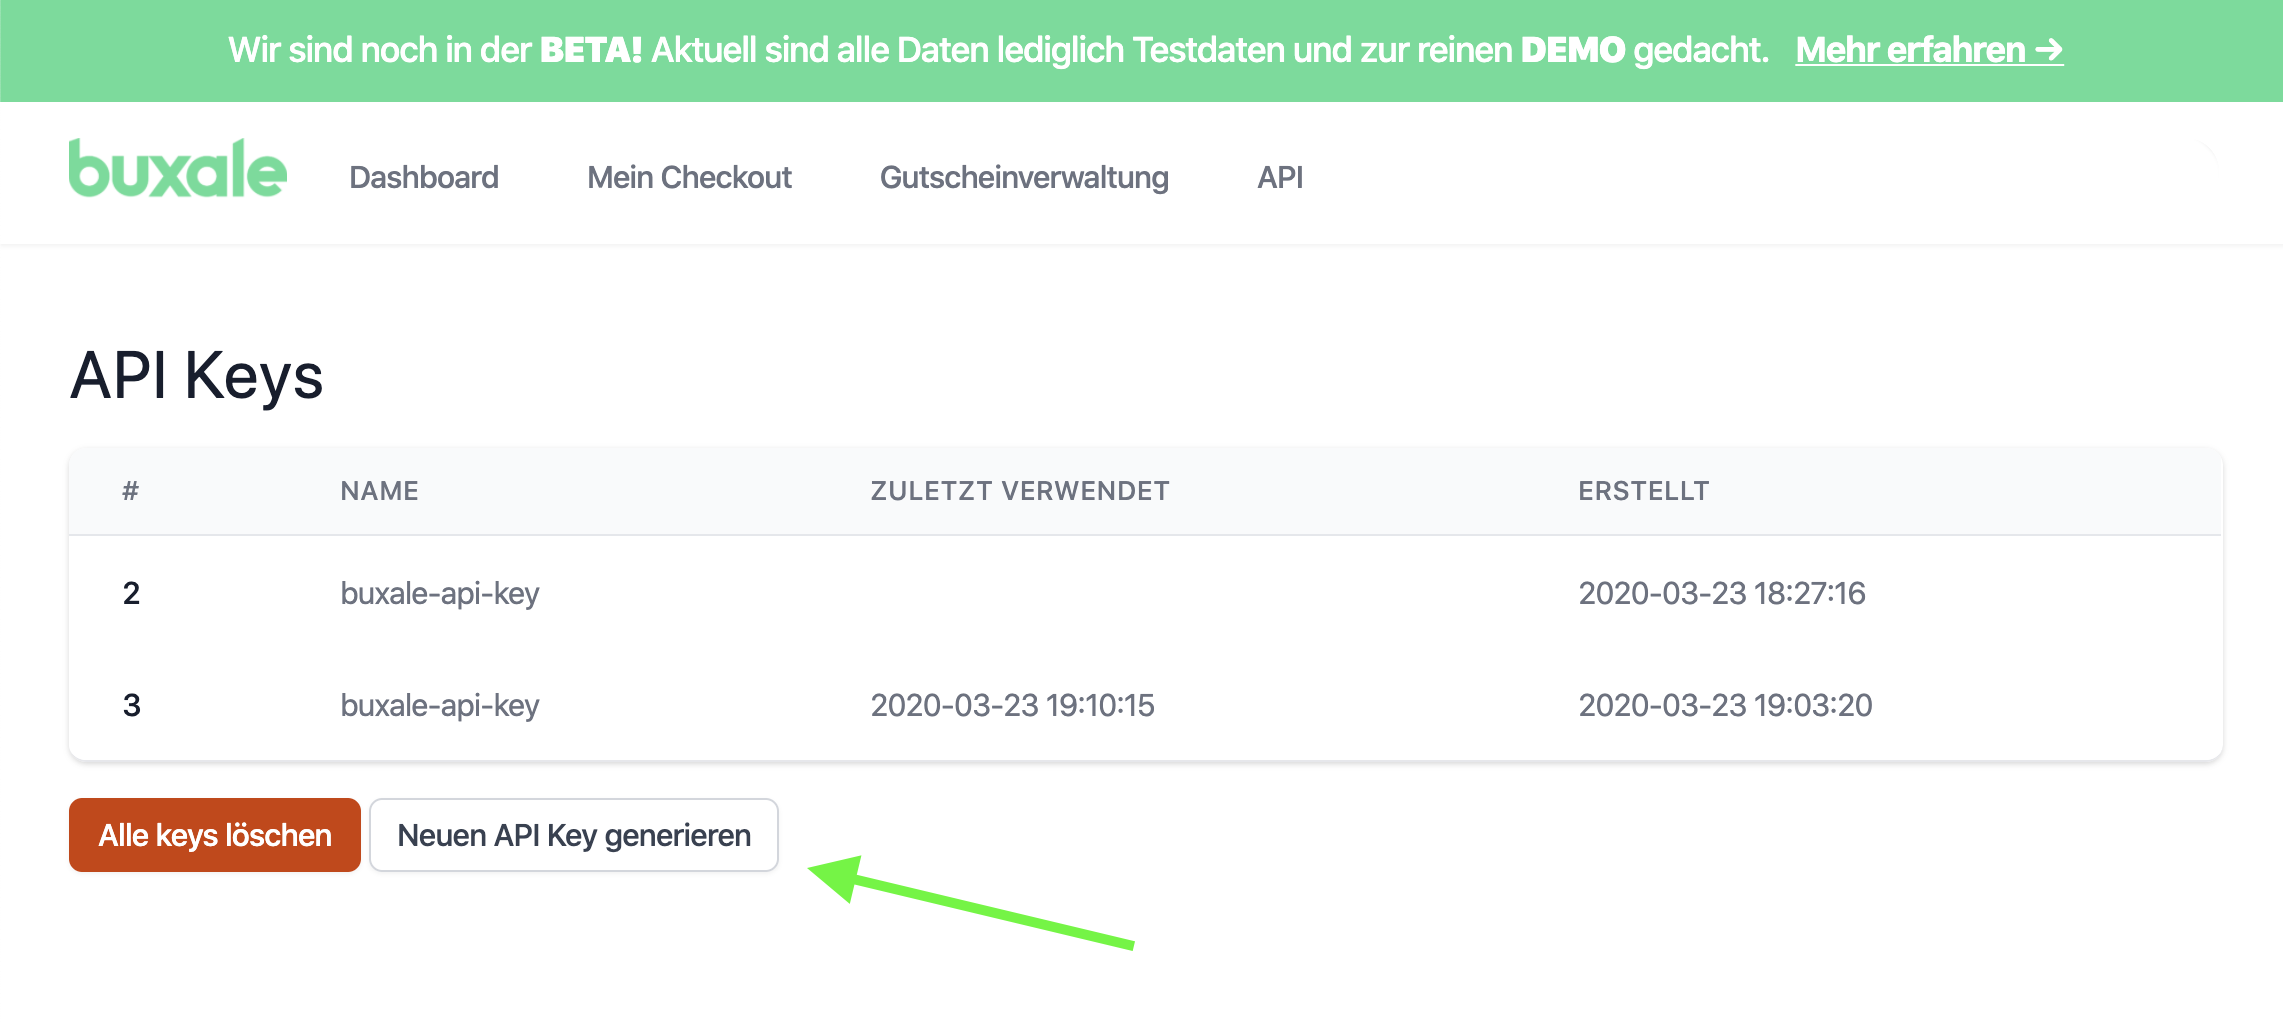 Wir sind noch in der BETA! Aktuell sind alle Daten lediglich Testdaten und zur reinen DEMO gedacht. Mehr erfahren →
buxale Dashboard Mein Checkout Gutscheinverwaltung API
API Keys
# NAME ZULETZT VERWENDET ERSTELLT
2 buxale-api-key 2020-03-23 18:27:16
3 buxale-api-key 2020-03-23 19:10:15 2020-03-23 19:03:20
Alle keys löschen Neuen API Key generieren